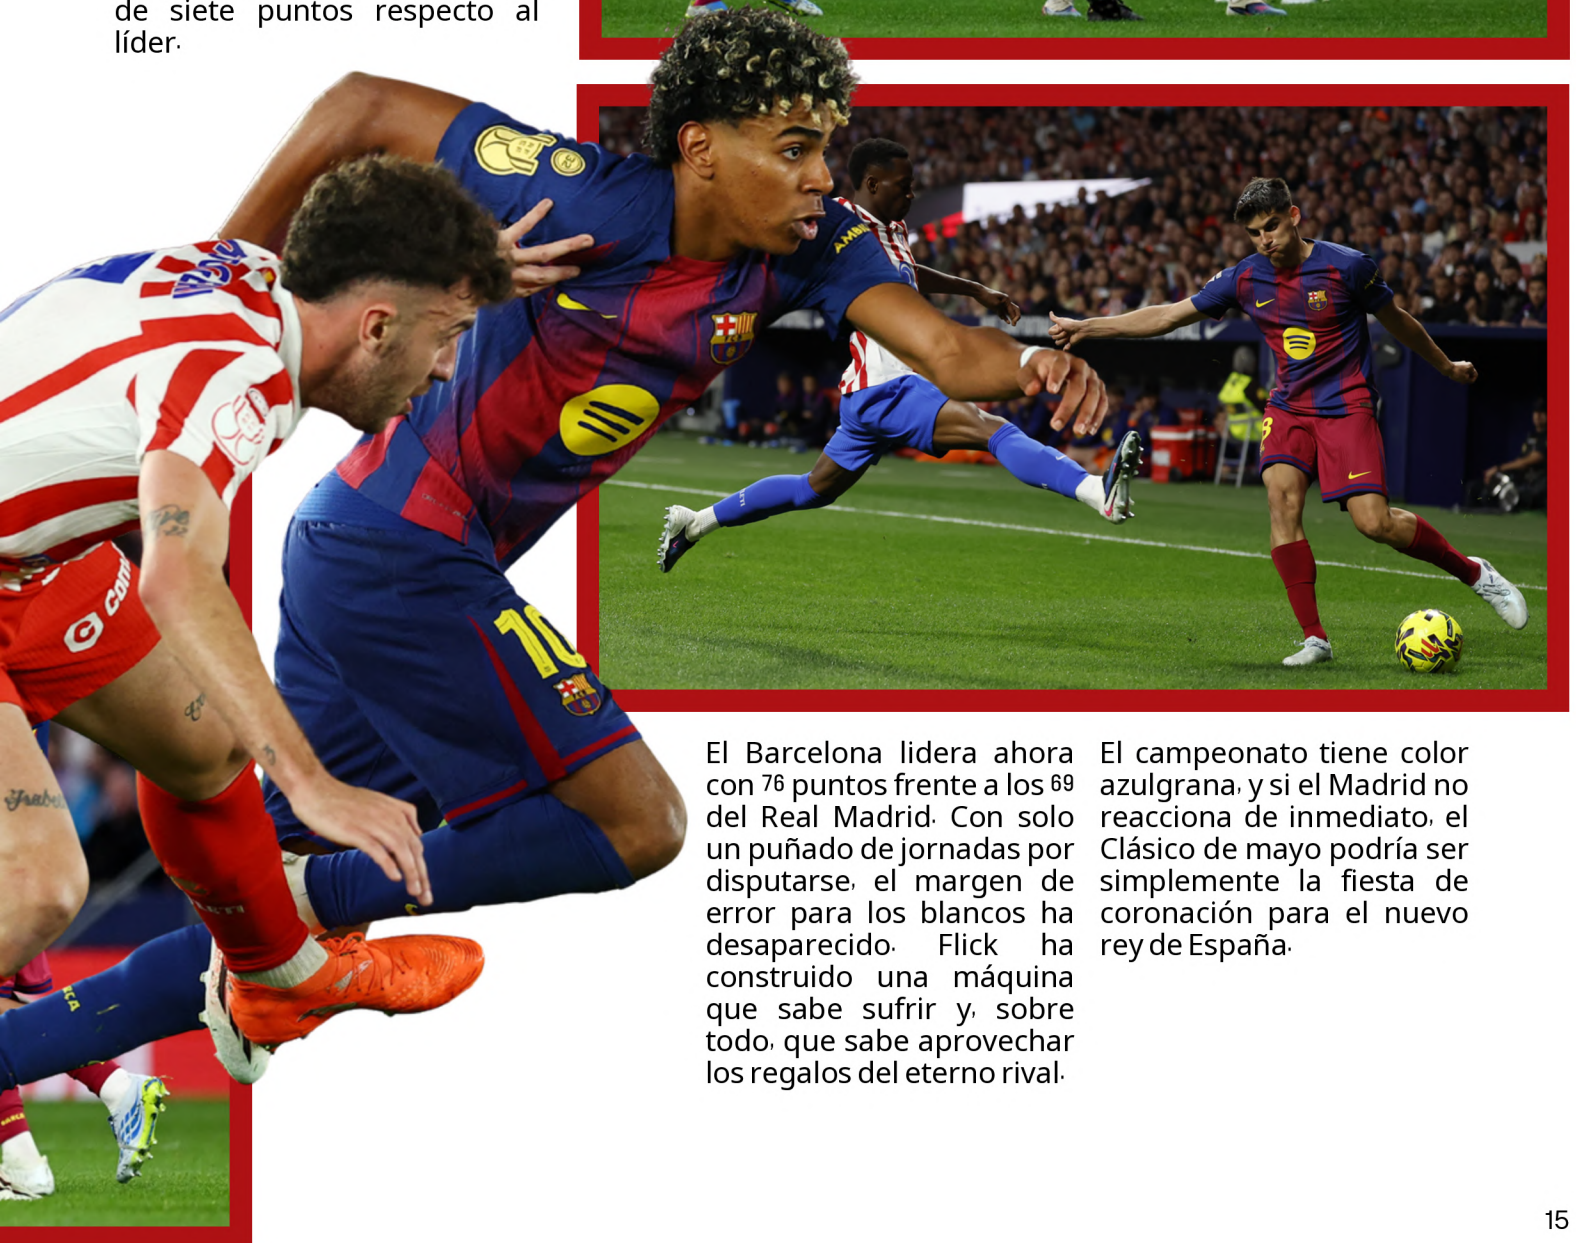 de siete puntos respecto al
líder.
10
El Barcelona lidera ahora
con 76 puntos frente a los 69
del Real Madrid. Con solo
un puñado de jornadas por
disputarse, el margen de
error para los blancos ha
desaparecido. Flick ha
construido una máquina
que sabe sufrir y, sobre
todo, que sabe aprovechar
los regalos del eterno rival.
El campeonato tiene color
azulgrana, y si el Madrid no
reacciona de inmediato, el
Clásico de mayo podría ser
simplemente la fiesta de
coronación para el nuevo
rey de España.
15